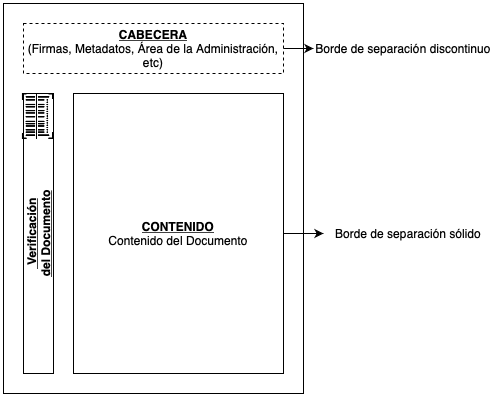 CABECERA
(Firmas, Metadatos, Área de la Administración,
etc)
Borde de separación discontinuo
Verificación
del Documento
CONTENIDO
Contenido del Documento
Borde de separación sólido